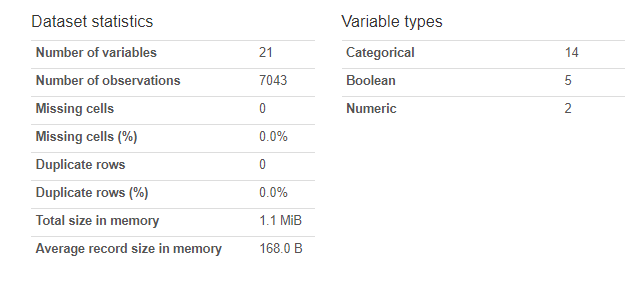 Dataset statistics
Number of variables 21
Number of observations 7043
Missing cells 0
Missing cells (%) 0.0%
Duplicate rows 0
Duplicate rows (%) 0.0%
Total size in memory 1.1 MiB
Average record size in memory 168.0 B
Variable types
Categorical 14
Boolean 5
Numeric 2